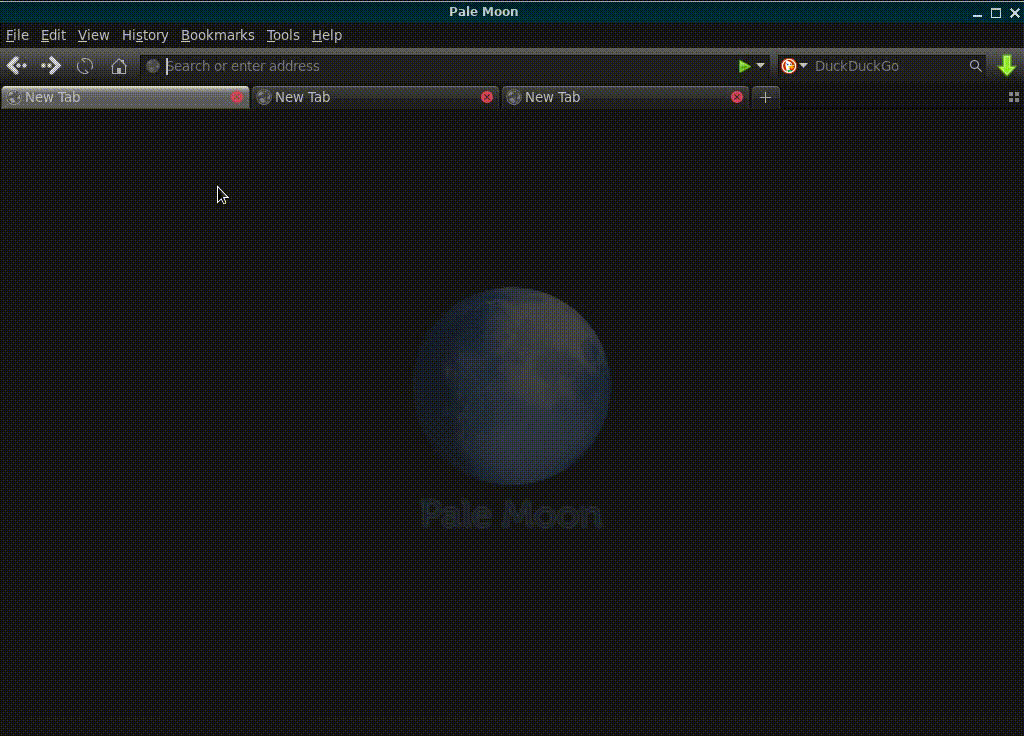 Pale Moon
File Edit View History Bookmarks Tools Help
Search or enter address DuckDuckGo
New Tab New Tab New Tab
Pale Moon